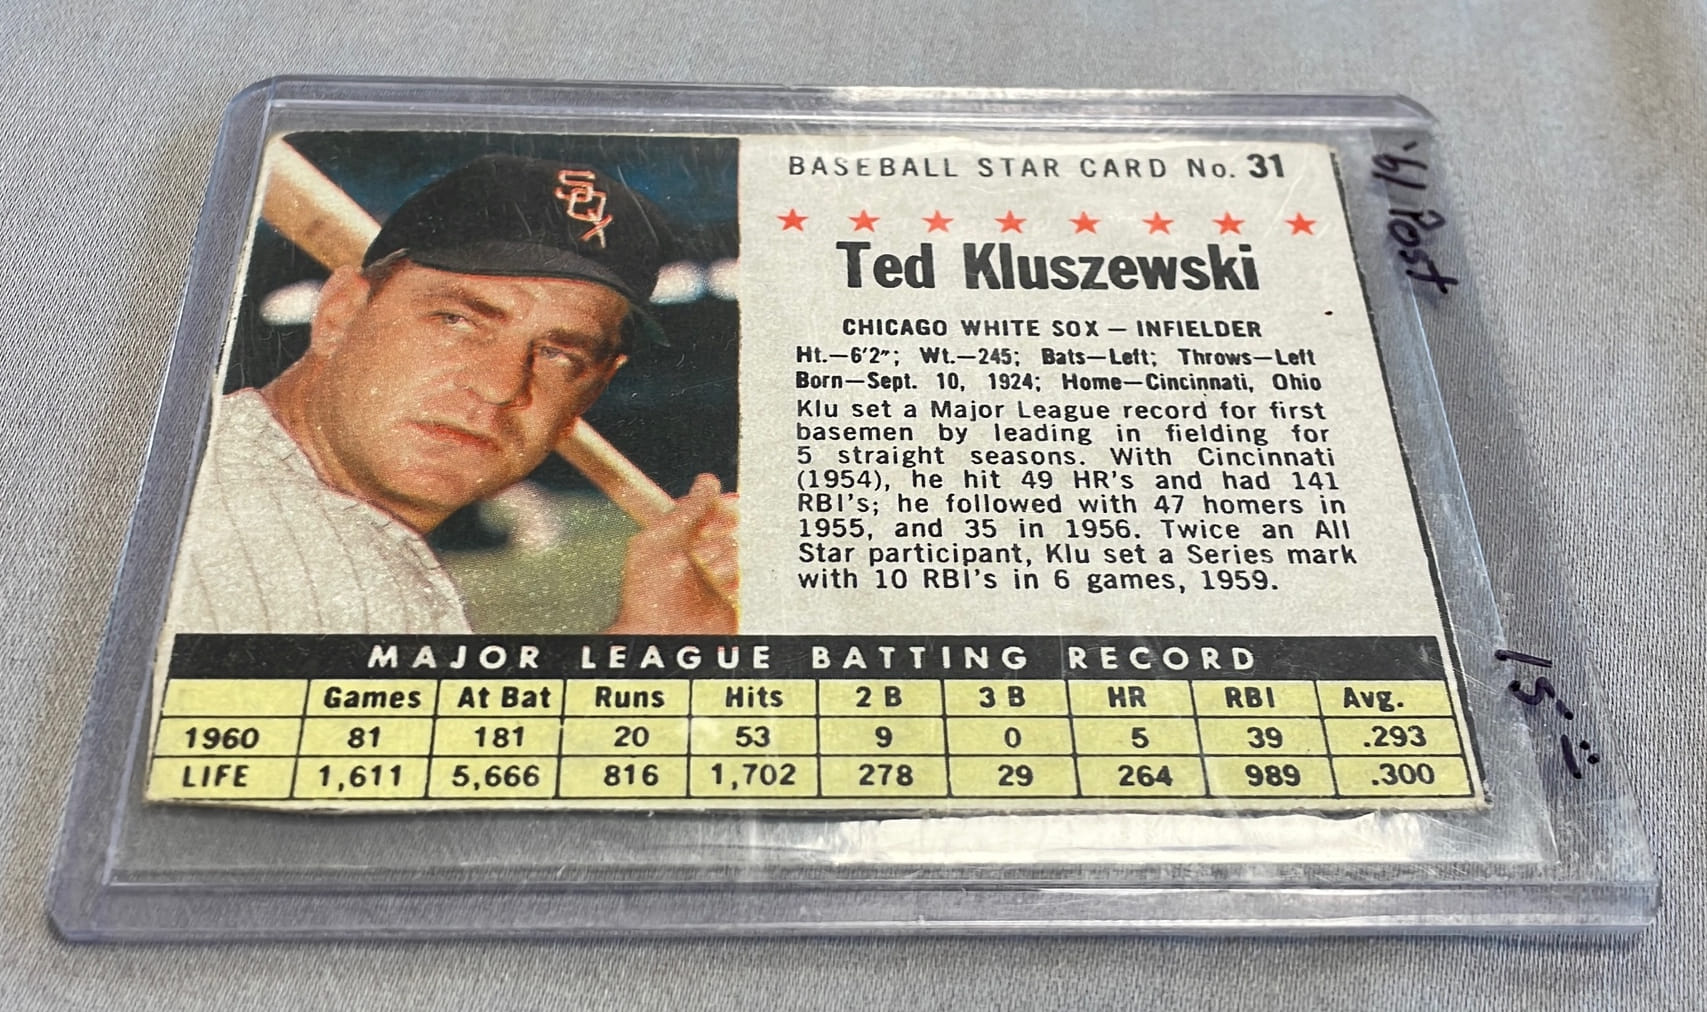 SOX
BASEBALL STAR CARD No. 31
Ted Kluszewski
CHICAGO WHITE SOX — INFIELDER
Ht.—6'2"; Wt.—245; Bats—Left; Throws—Left
Born—Sept. 10, 1924; Home—Cincinnati, Ohio
Klu set a Major League record for first
basemen by leading in fielding for
5 straight seasons. With Cincinnati
(1954), he hit 49 HR's and had 141
RBI's; he followed with 47 homers in
1955, and 35 in 1956. Twice an All
Star participant, Klu set a Series mark
with 10 RBI's in 6 games, 1959.
MAJOR LEAGUE BATTING RECORD
Games At Bat Runs Hits 2 B 3 B HR RBI Avg.
1960 81 181 20 53 9 0 5 39 .293
LIFE 1,611 5,666 816 1,702 278 29 264 989 .300
Post